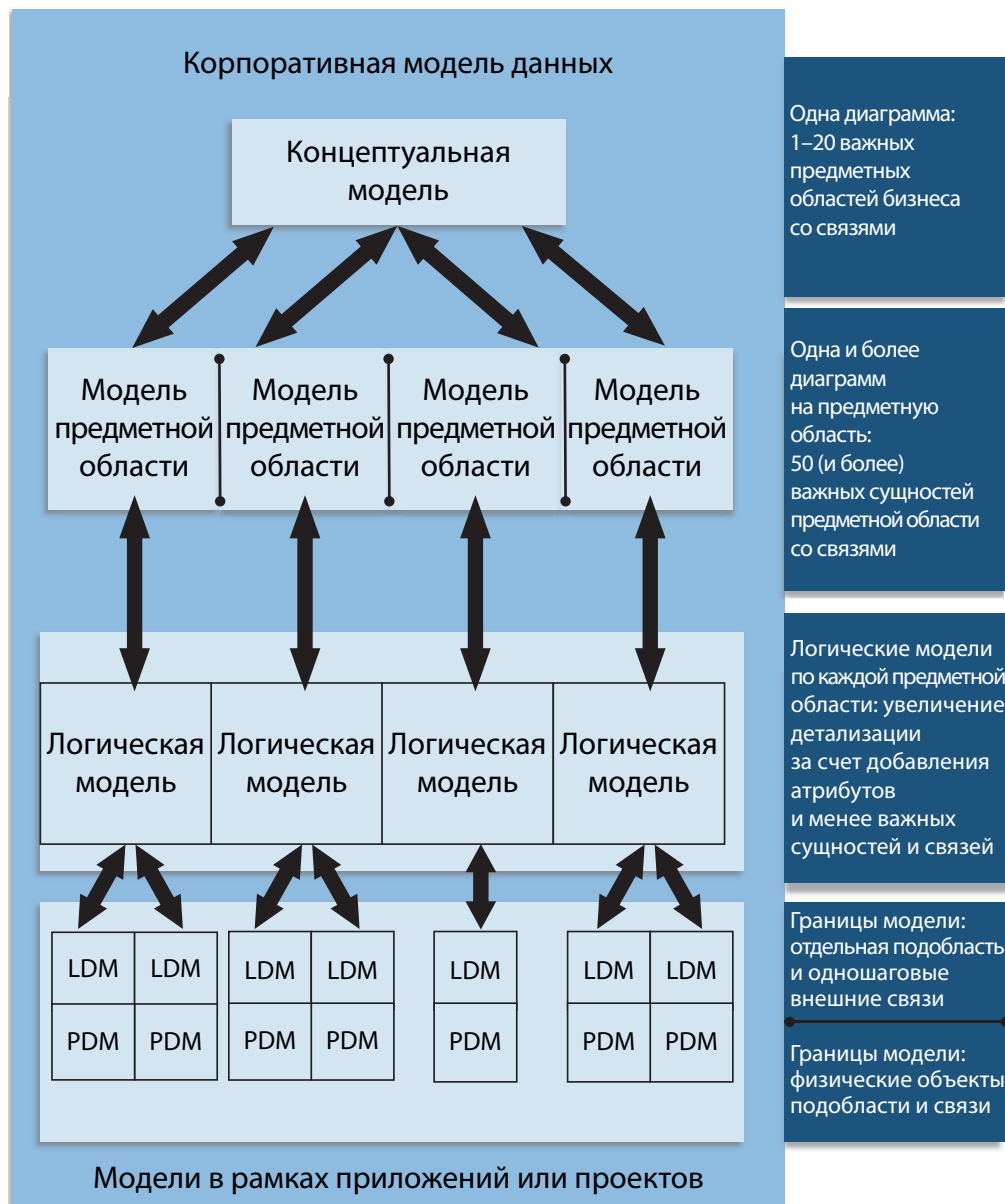 Корпоративная модель данных
Концептуальная
модель
Одна диаграмма:
1–20 важных
предметных
областей бизнеса
со связями
Модель
предметной
области
Модель
предметной
области
Модель
предметной
области
Модель
предметной
области
Одна и более
диаграмм
на предметную
область:
50 (и более)
важных сущностей
предметной области
со связями
Логическая
модель
Логическая
модель
Логическая
модель
Логическая
модель
Логические модели
по каждой предметной
области: увеличение
детализации
за счет добавления
атрибутов
и менее важных
сущностей и связей
LDM LDM LDM LDM LDM LDM LDM
PDM PDM PDM PDM PDM PDM PDM
Границы модели:
отдельная подобласть
и одношаговые
внешние связи
Границы модели:
физические объекты
подобласти и связи
Модели в рамках приложений или проектов